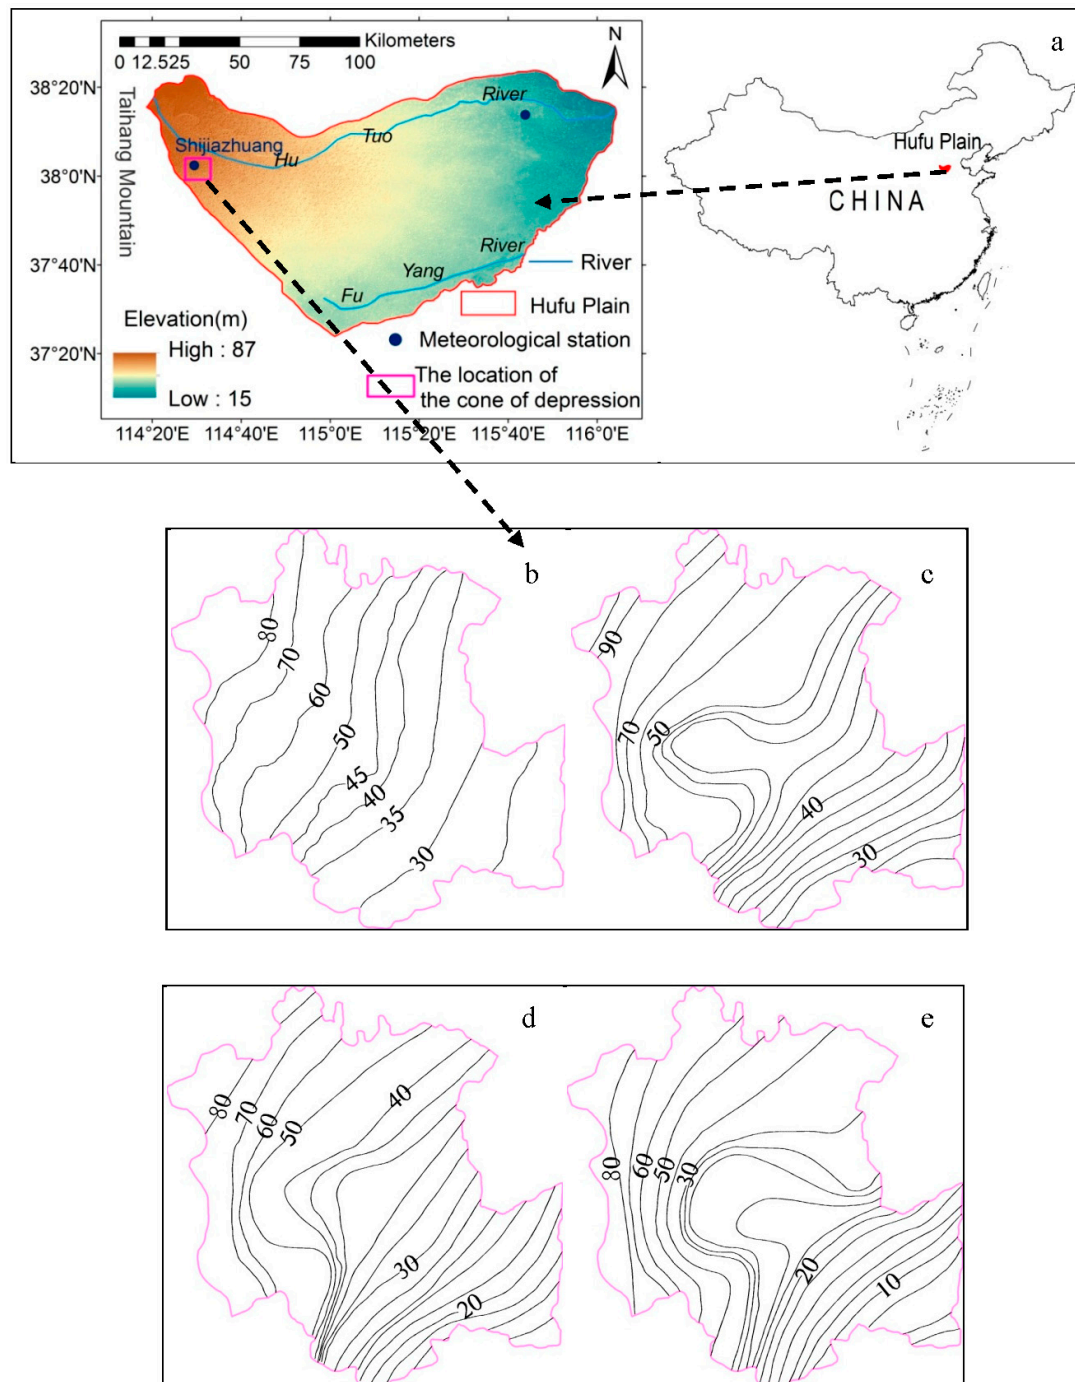 a
Kilometers
0 12.525 50 75 100
N
38°20'N
38°0'N
37°40'N
37°20'N
Taihang Mountain
Shijiazhuang
Hu
Tuo
River
Fu
Yang
River
River
Hufu Plain
Meteorological station
The location of
the cone of depression
Elevation(m)
High : 87
Low : 15
114°20'E 114°40'E 115°0'E 115°20'E 115°40'E 116°0'E
Hufu Plain
CHINA
b
80
70
60
50
45
40
35
30
c
90
70
50
40
30
d
80
70
60
50
40
30
20
e
80
60
50
30
20
10